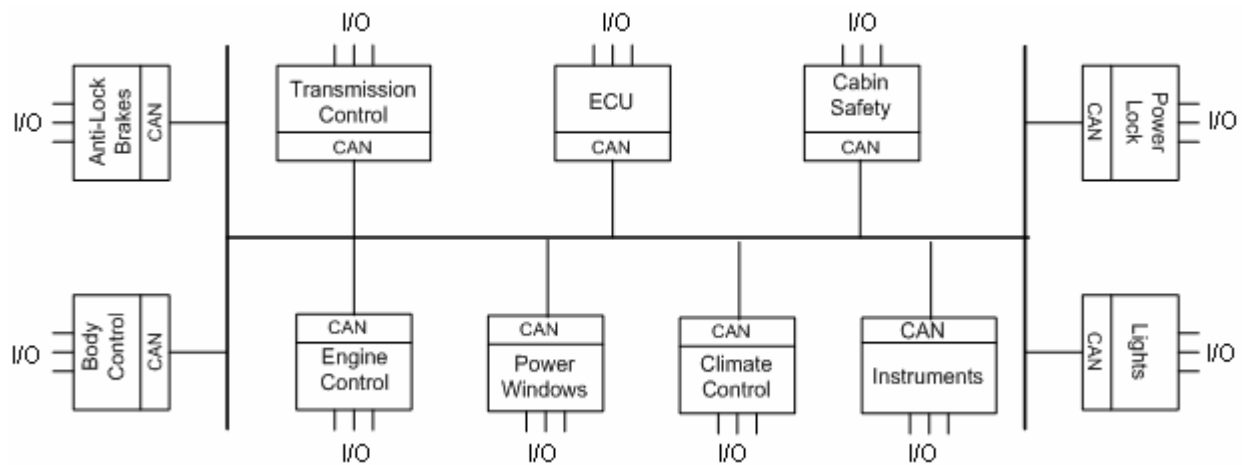 I/O
I/O
I/O
I/O
Anti-Lock
Brakes
CAN
Transmission
Control
CAN
ECU
CAN
Cabin
Safety
CAN
CAN
Power
Lock
I/O
I/O
Body
Control
CAN
CAN
Engine
Control
CAN
Power
Windows
CAN
Climate
Control
CAN
Instruments
CAN
Lights
I/O
I/O
I/O
I/O
I/O